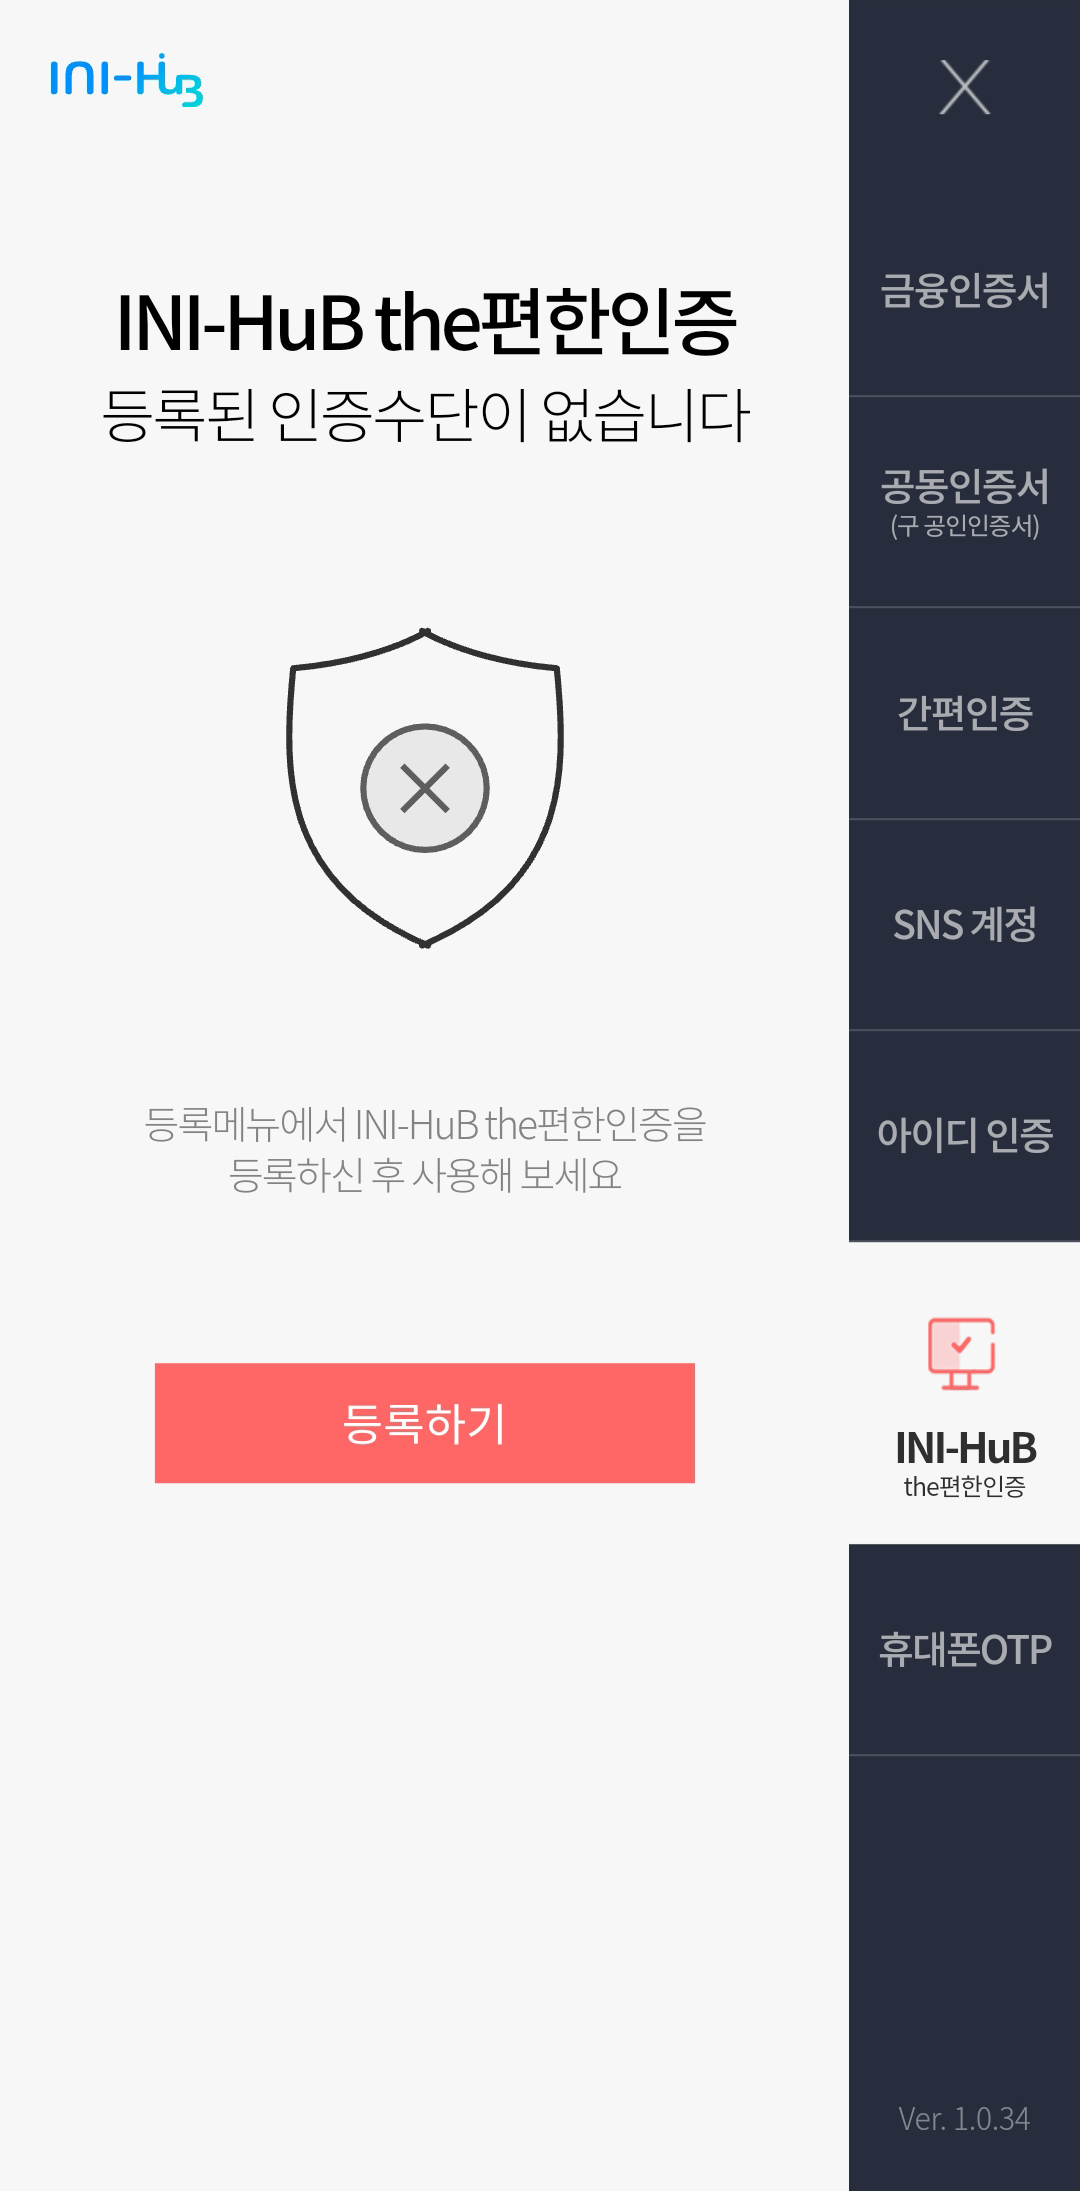 INI-HuB
INI-HuB the편한인증
등록된 인증수단이 없습니다
등록메뉴에서 INI-HuB the편한인증을
등록하신 후 사용해 보세요
등록하기
금융인증서
공동인증서
(구 공인인증서)
간편인증
SNS 계정
아이디 인증
INI-HuB
the편한인증
휴대폰OTP
Ver. 1.0.34